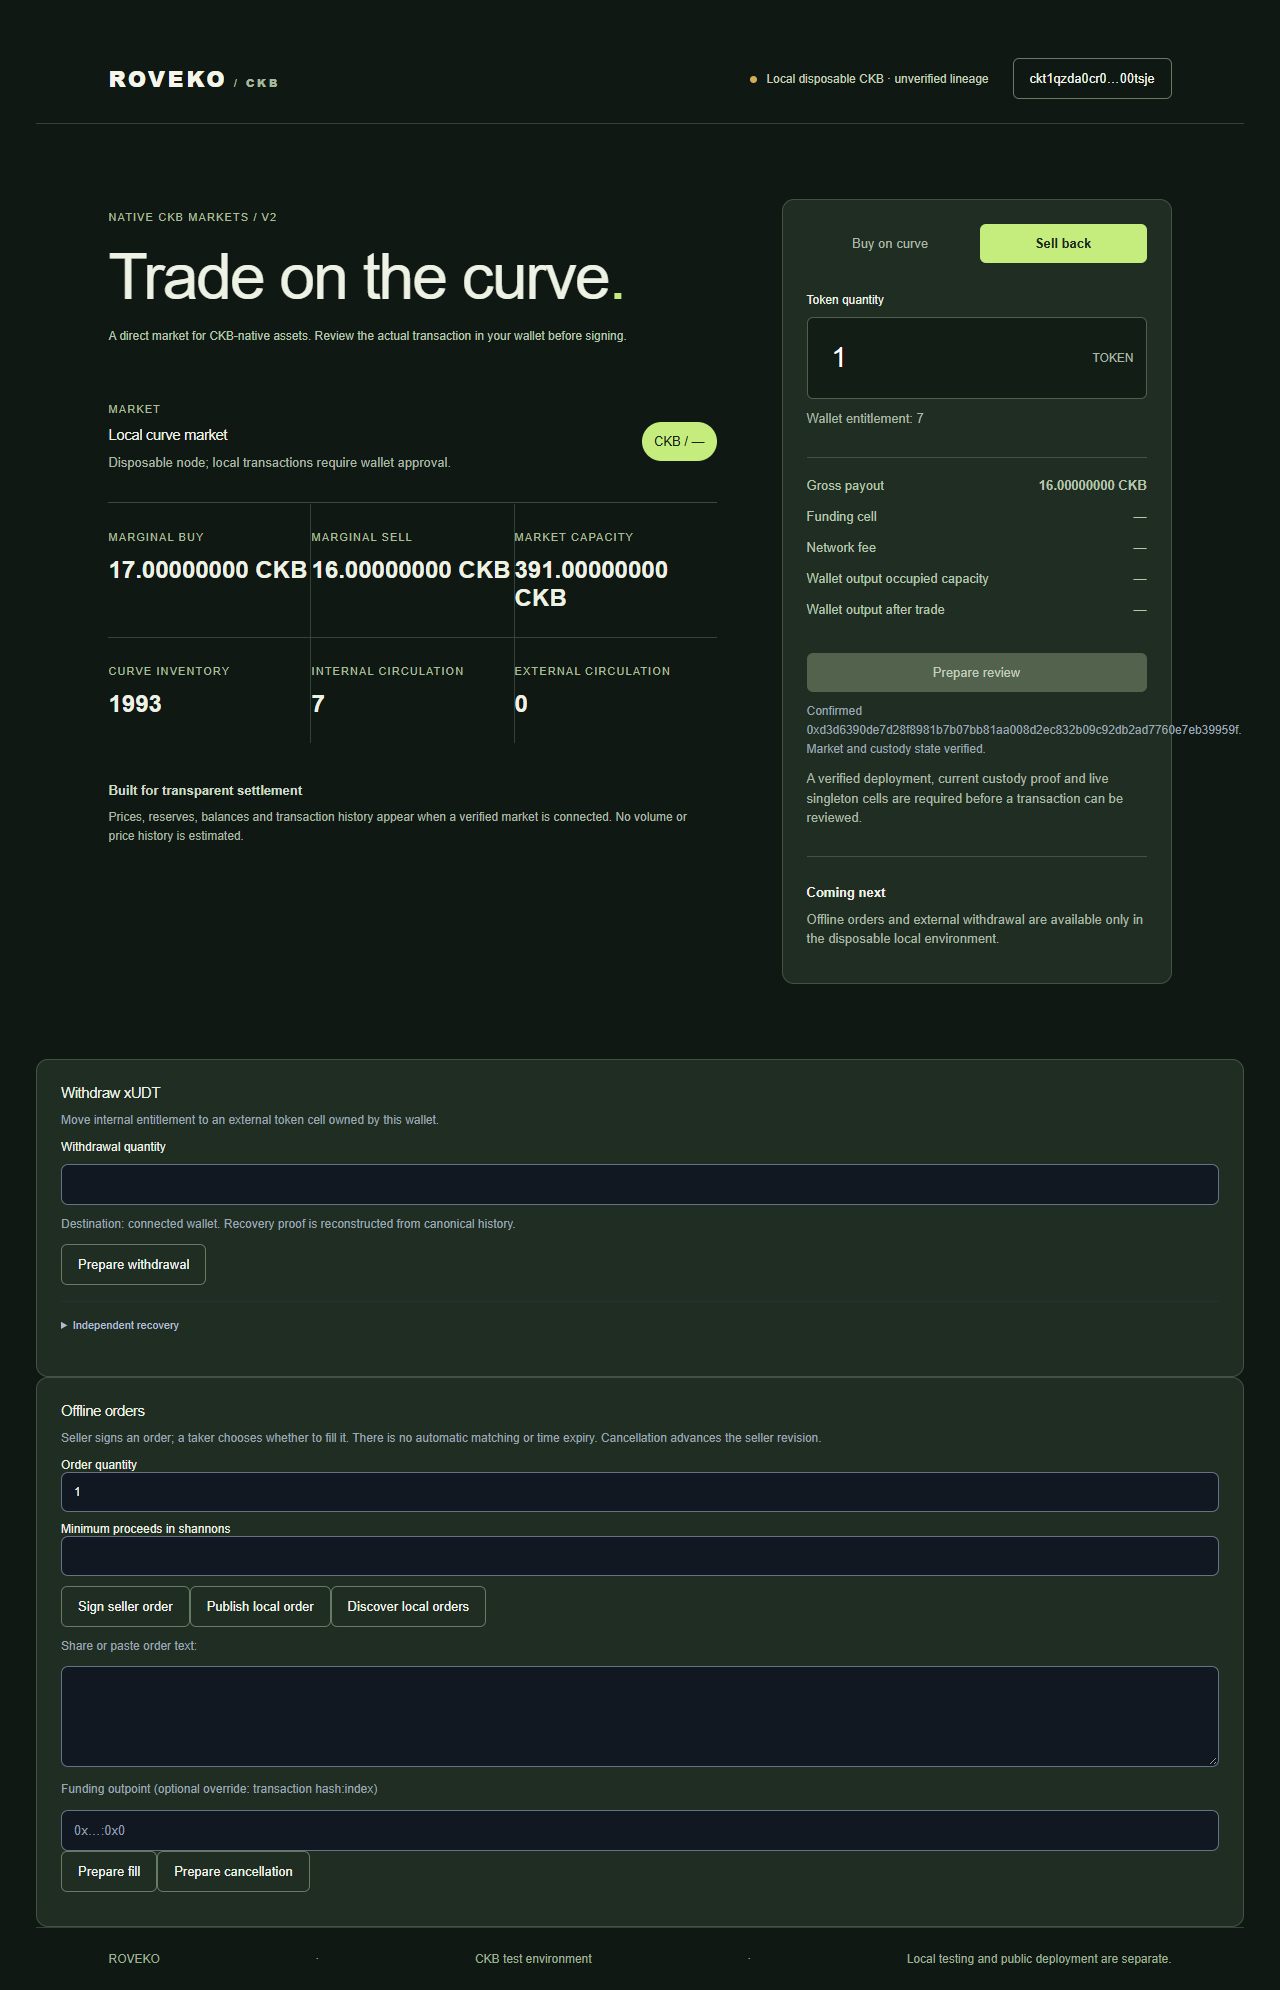 ROVEKO / CKB
Local disposable CKB · unverified lineage
ckt1qzda0cr0…00tsje
NATIVE CKB MARKETS / V2
Trade on the curve.
A direct market for CKB-native assets. Review the actual transaction in your wallet before signing.
MARKET
Local curve market
Disposable node; local transactions require wallet approval.
CKB / —
MARGINAL BUY
17.00000000 CKB
MARGINAL SELL
16.00000000 CKB
MARKET CAPACITY
391.00000000
CKB
CURVE INVENTORY
1993
INTERNAL CIRCULATION
7
EXTERNAL CIRCULATION
0
Built for transparent settlement
Prices, reserves, balances and transaction history appear when a verified market is connected. No volume or
price history is estimated.
Buy on curve
Sell back
Token quantity
1
TOKEN
Wallet entitlement: 7
Gross payout
16.00000000 CKB
Funding cell
—
Network fee
—
Wallet output occupied capacity
—
Wallet output after trade
—
Prepare review
Confirmed
0xd3d6390de7d28f8981b7b07bb81aa008d2ec832b09c92db2ad7760e7eb39959f.
Market and custody state verified.
A verified deployment, current custody proof and live
singleton cells are required before a transaction can be
reviewed.
Coming next
Offline orders and external withdrawal are available only in
the disposable local environment.
Withdraw xUDT
Move internal entitlement to an external token cell owned by this wallet.
Withdrawal quantity
Destination: connected wallet. Recovery proof is reconstructed from canonical history.
Prepare withdrawal
▶ Independent recovery
Offline orders
Seller signs an order; a taker chooses whether to fill it. There is no automatic matching or time expiry. Cancellation advances the seller revision.
Order quantity
1
Minimum proceeds in shannons
Sign seller order
Publish local order
Discover local orders
Share or paste order text:
Funding outpoint (optional override: transaction hash:index)
0x…:0x0
Prepare fill
Prepare cancellation
ROVEKO · CKB test environment · Local testing and public deployment are separate.